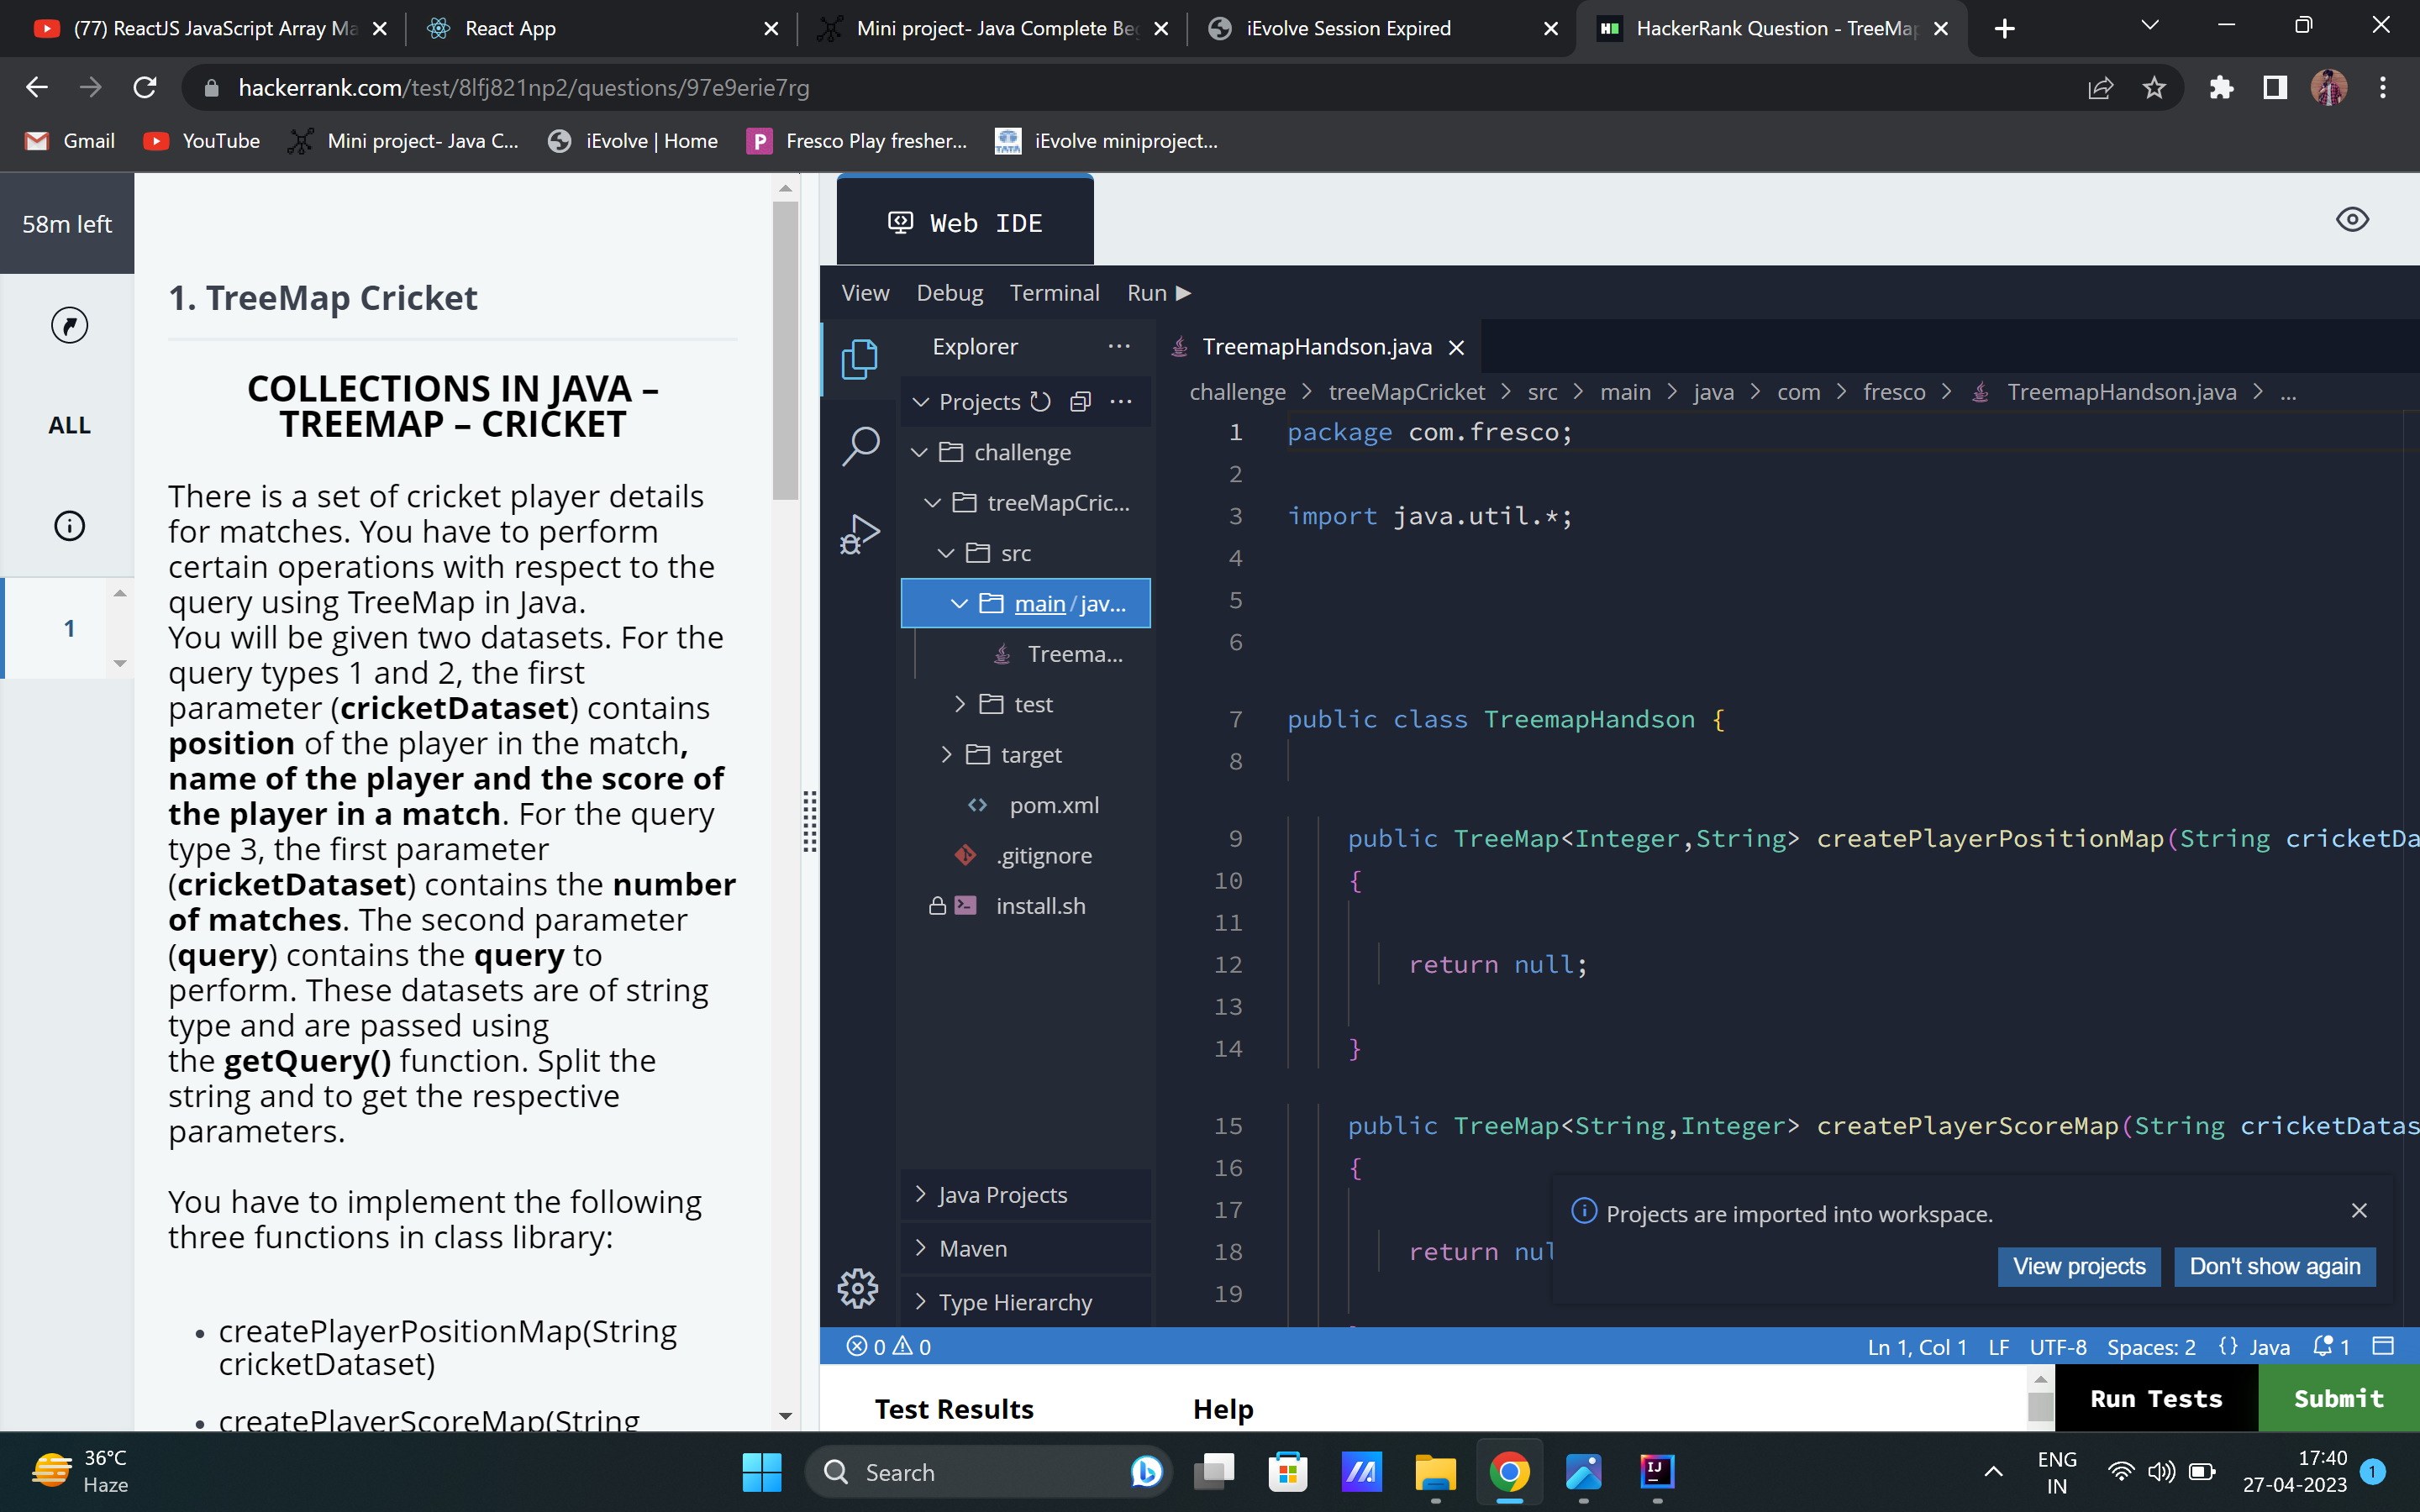 (77) ReactJS JavaScript Array Ma
React App
Mini project- Java Complete Be
iEvolve Session Expired
HackerRank Question - TreeMap
hackerrank.com/test/8lfj821np2/questions/97e9erie7rg
Gmail
YouTube
Mini project- Java C...
iEvolve | Home
Fresco Play fresher...
iEvolve miniproject...
58m left
ALL
1
1. TreeMap Cricket
COLLECTIONS IN JAVA –
TREEMAP – CRICKET
There is a set of cricket player details
for matches. You have to perform
certain operations with respect to the
query using TreeMap in Java.
You will be given two datasets. For the
query types 1 and 2, the first
parameter (cricketDataset) contains
position of the player in the match,
name of the player and the score of
the player in a match. For the query
type 3, the first parameter
(cricketDataset) contains the number
of matches. The second parameter
(query) contains the query to
perform. These datasets are of string
type and are passed using
the getQuery() function. Split the
string and to get the respective
parameters.
You have to implement the following
three functions in class library:
• createPlayerPositionMap(String
cricketDataset)
• createPlayerScoreMap(String
Web IDE
View Debug Terminal Run
Explorer ...
Projects ...
challenge
treeMapCric...
src
main / jav...
Treema...
test
target
pom.xml
.gitignore
install.sh
Java Projects
Maven
Type Hierarchy
TreemapHandson.java
challenge > treeMapCricket > src > main > java > com > fresco > TreemapHandson.java > ...
1 package com.fresco;
2
3 import java.util.*;
4
5
6
7 public class TreemapHandson {
8
9 public TreeMap<Integer,String> createPlayerPositionMap(String cricketDa
10 {
11
12 return null;
13
14 }
15 public TreeMap<String,Integer> createPlayerScoreMap(String cricketDatas
16 {
17
18 return nul
19
Projects are imported into workspace.
View projects
Don't show again
0 0
Ln 1, Col 1 LF UTF-8 Spaces: 2 {} Java 1
Test Results
Help
Run Tests
Submit
36°C
Haze
Search
ENG
IN
17:40
27-04-2023
1